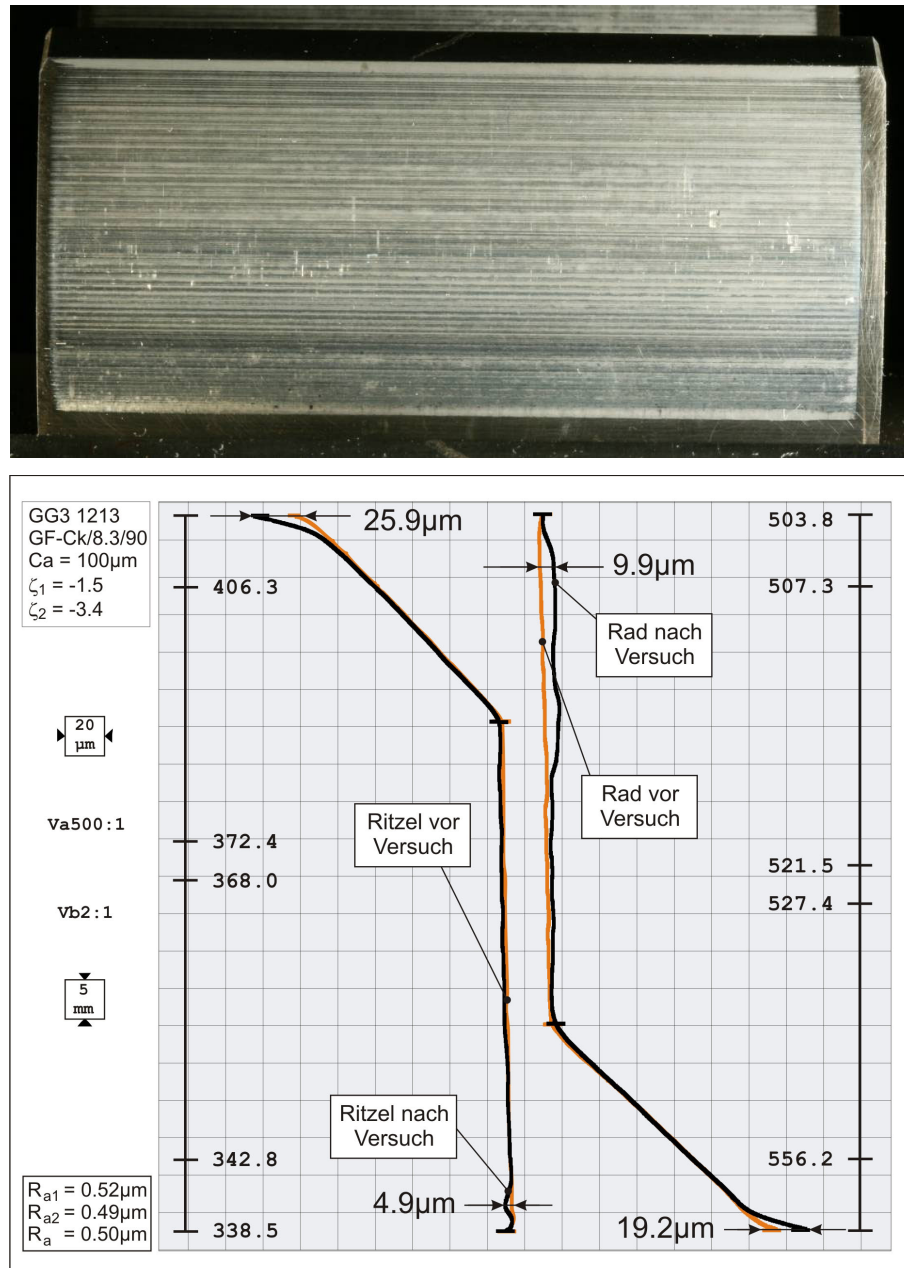 GG3 1213
GF-Ck/8.3/90
Ca = 100µm
ζ1 = -1.5
ζ2 = -3.4
25.9µm
503.8
406.3
9.9µm
507.3
Rad nach
Versuch
20
µm
Rad vor
Versuch
Ritzel vor
Versuch
Va500:1
372.4
521.5
368.0
527.4
Vb2:1
5
mm
Ritzel nach
Versuch
342.8
556.2
Ra1 = 0.52µm
Ra2 = 0.49µm
Ra = 0.50µm
4.9µm
19.2µm
338.5